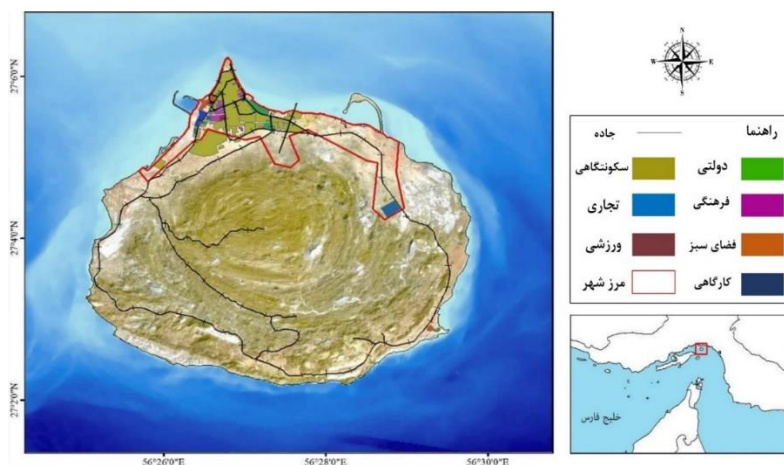 27°6'0"N
27°4'0"N
27°2'0"N
56°26'0"E
56°28'0"E
56°30'0"E
N
W E
S
راهنما
جاده
دولتی
سکونتگاهی
فرهنگی
تجاری
فضای سبز
ورزشی
کارگاهی
مرز شهر
خلیج فارس